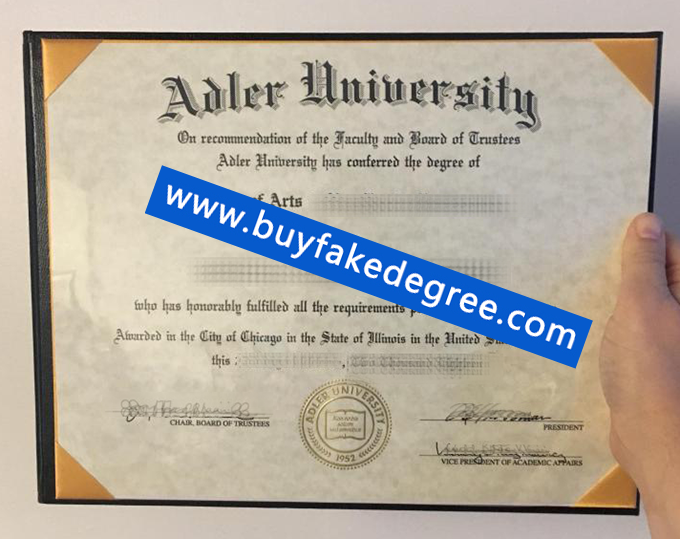 Adler University
On recommendation of the Faculty and Board of Trustees
Adler University has conferred the degree of
of Arts
www.buyfakedegree.com
who has honorably fulfilled all the requirements
Awarded in the City of Chicago in the State of Illinois in the United
this
CHAIR, BOARD OF TRUSTEES
ADLER UNIVERSITY
1952
PRESIDENT
VICE PRESIDENT OF ACADEMIC AFFAIRS